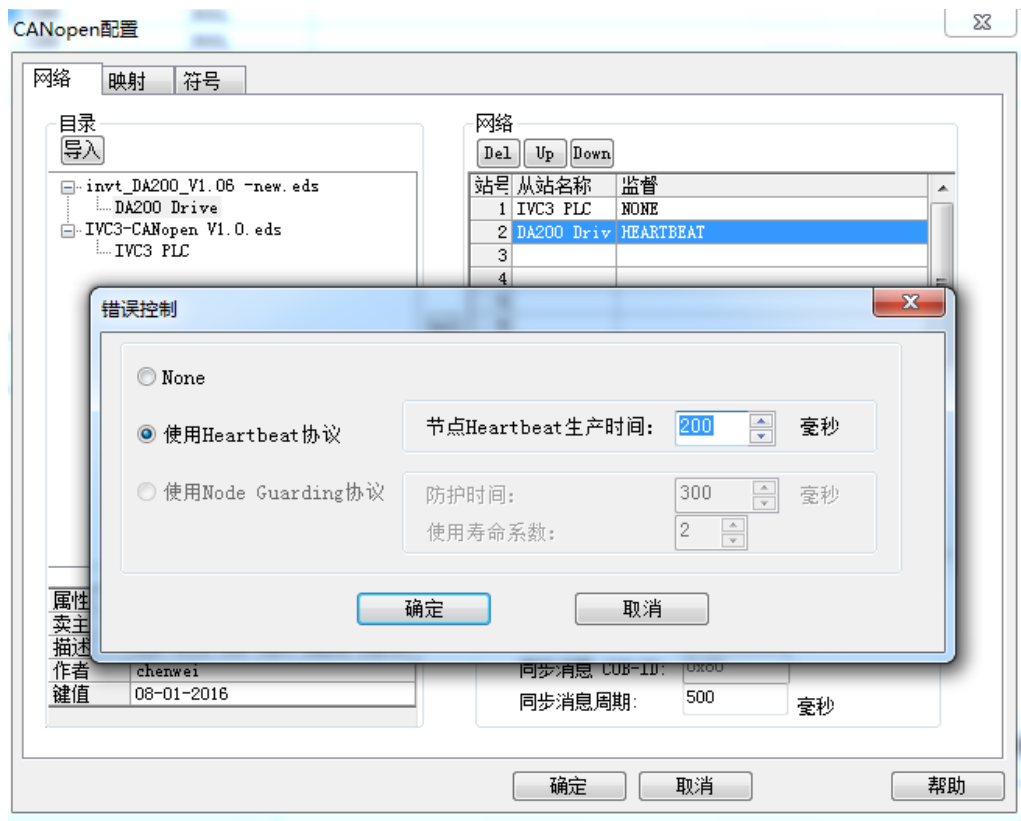 CANopen配置
网络 映射 符号
目录
导入
invt_DA200_V1.06 -new.eds
DA200 Drive
IVC3-CANopen V1.0.eds
IVC3 PLC
网络
Del Up Down
站号 从站名称 监督
1 IVC3 PLC NONE
2 DA200 Driv HEARTBEAT
3
4
错误控制
None
使用Heartbeat协议
节点Heartbeat生产时间: 200 毫秒
使用Node Guarding协议
防护时间: 300 毫秒
使用寿命系数: 2
确定 取消
属性
卖主
描述
作者 chenwei
键值 08-01-2016
同步消息 COB-ID: 0x80
同步消息周期: 500 毫秒
确定 取消 帮助